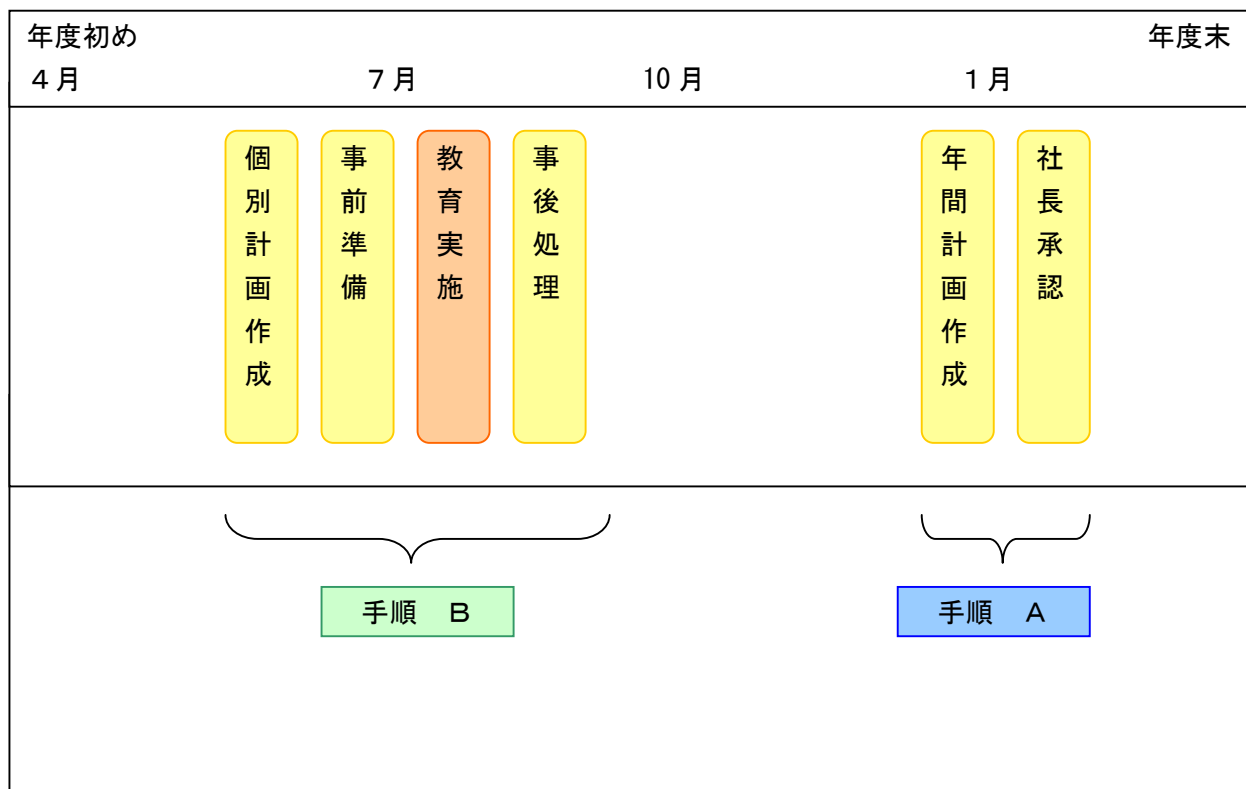 年度初め 年度末
４月 ７月 10月 １月
個別計画作成
事前準備
教育実施
事後処理
年間計画作成
社長承認
手順　Ｂ 手順　Ａ